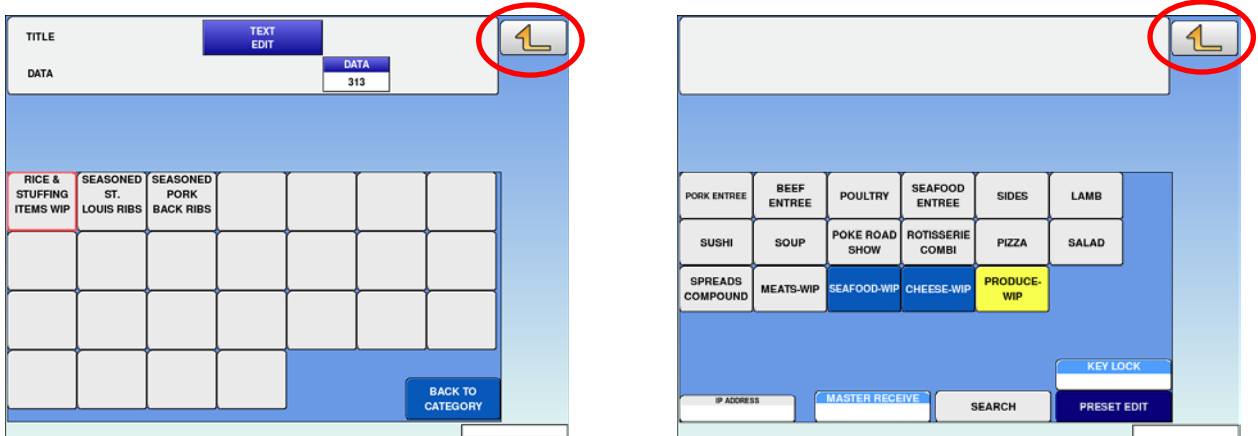 TITLE
TEXT
EDIT
DATA
DATA
313
RICE &
STUFFING
ITEMS WIP
SEASONED
ST.
LOUIS RIBS
SEASONED
PORK
BACK RIBS
BACK TO
CATEGORY
PORK ENTREE
BEEF
ENTREE
POULTRY
SEAFOOD
ENTREE
SIDES
LAMB
SUSHI
SOUP
POKE ROAD
SHOW
ROTISSERIE
COMBI
PIZZA
SALAD
SPREADS
COMPOUND
MEATS-WIP
SEAFOOD-WIP
CHEESE-WIP
PRODUCE-
WIP
KEY LOCK
IP ADDRESS
MASTER RECEIVE
SEARCH
PRESET EDIT